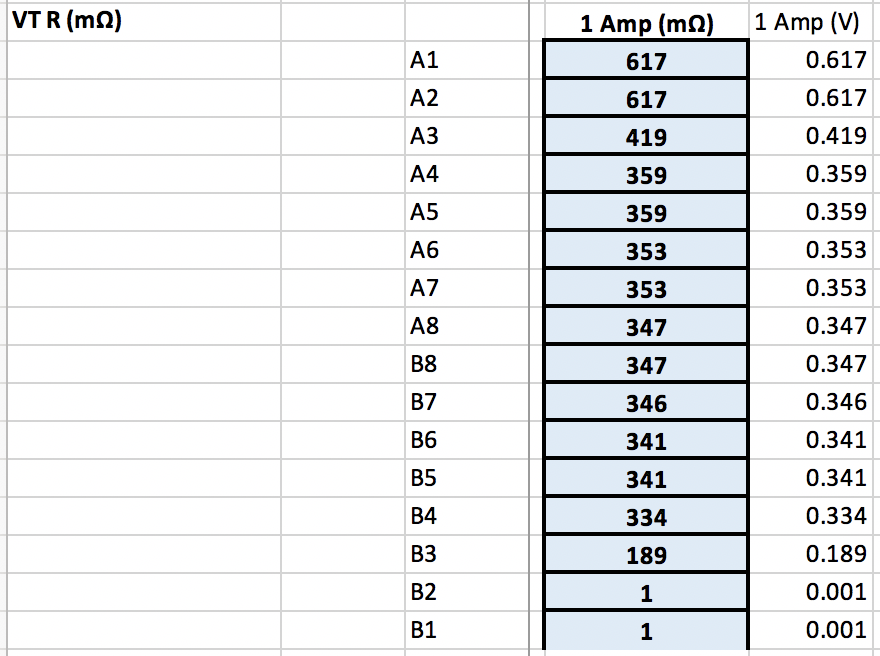 VT R (mΩ) 1 Amp (mΩ) 1 Amp (V)
A1 617 0.617
A2 617 0.617
A3 419 0.419
A4 359 0.359
A5 359 0.359
A6 353 0.353
A7 353 0.353
A8 347 0.347
B8 347 0.347
B7 346 0.346
B6 341 0.341
B5 341 0.341
B4 334 0.334
B3 189 0.189
B2 1 0.001
B1 1 0.001